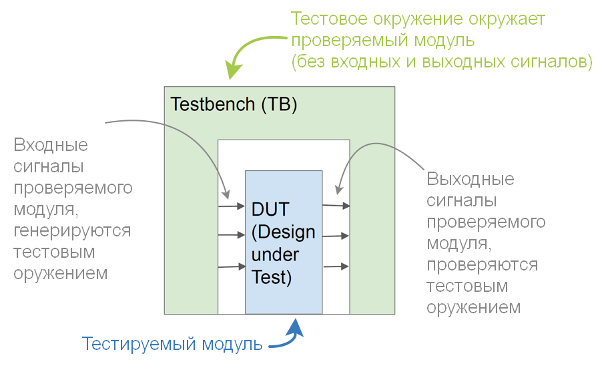 Тестовое окружение окружает
проверяемый модуль
(без входных и выходных сигналов)
Testbench (TB)
Входные
сигналы
проверяемого
модуля,
генерируются
тестовым
оружением
DUT
(Design
under
Test)
Выходные
сигналы
проверяемого
модуля,
проверяются
тестовым
оружением
Тестируемый модуль